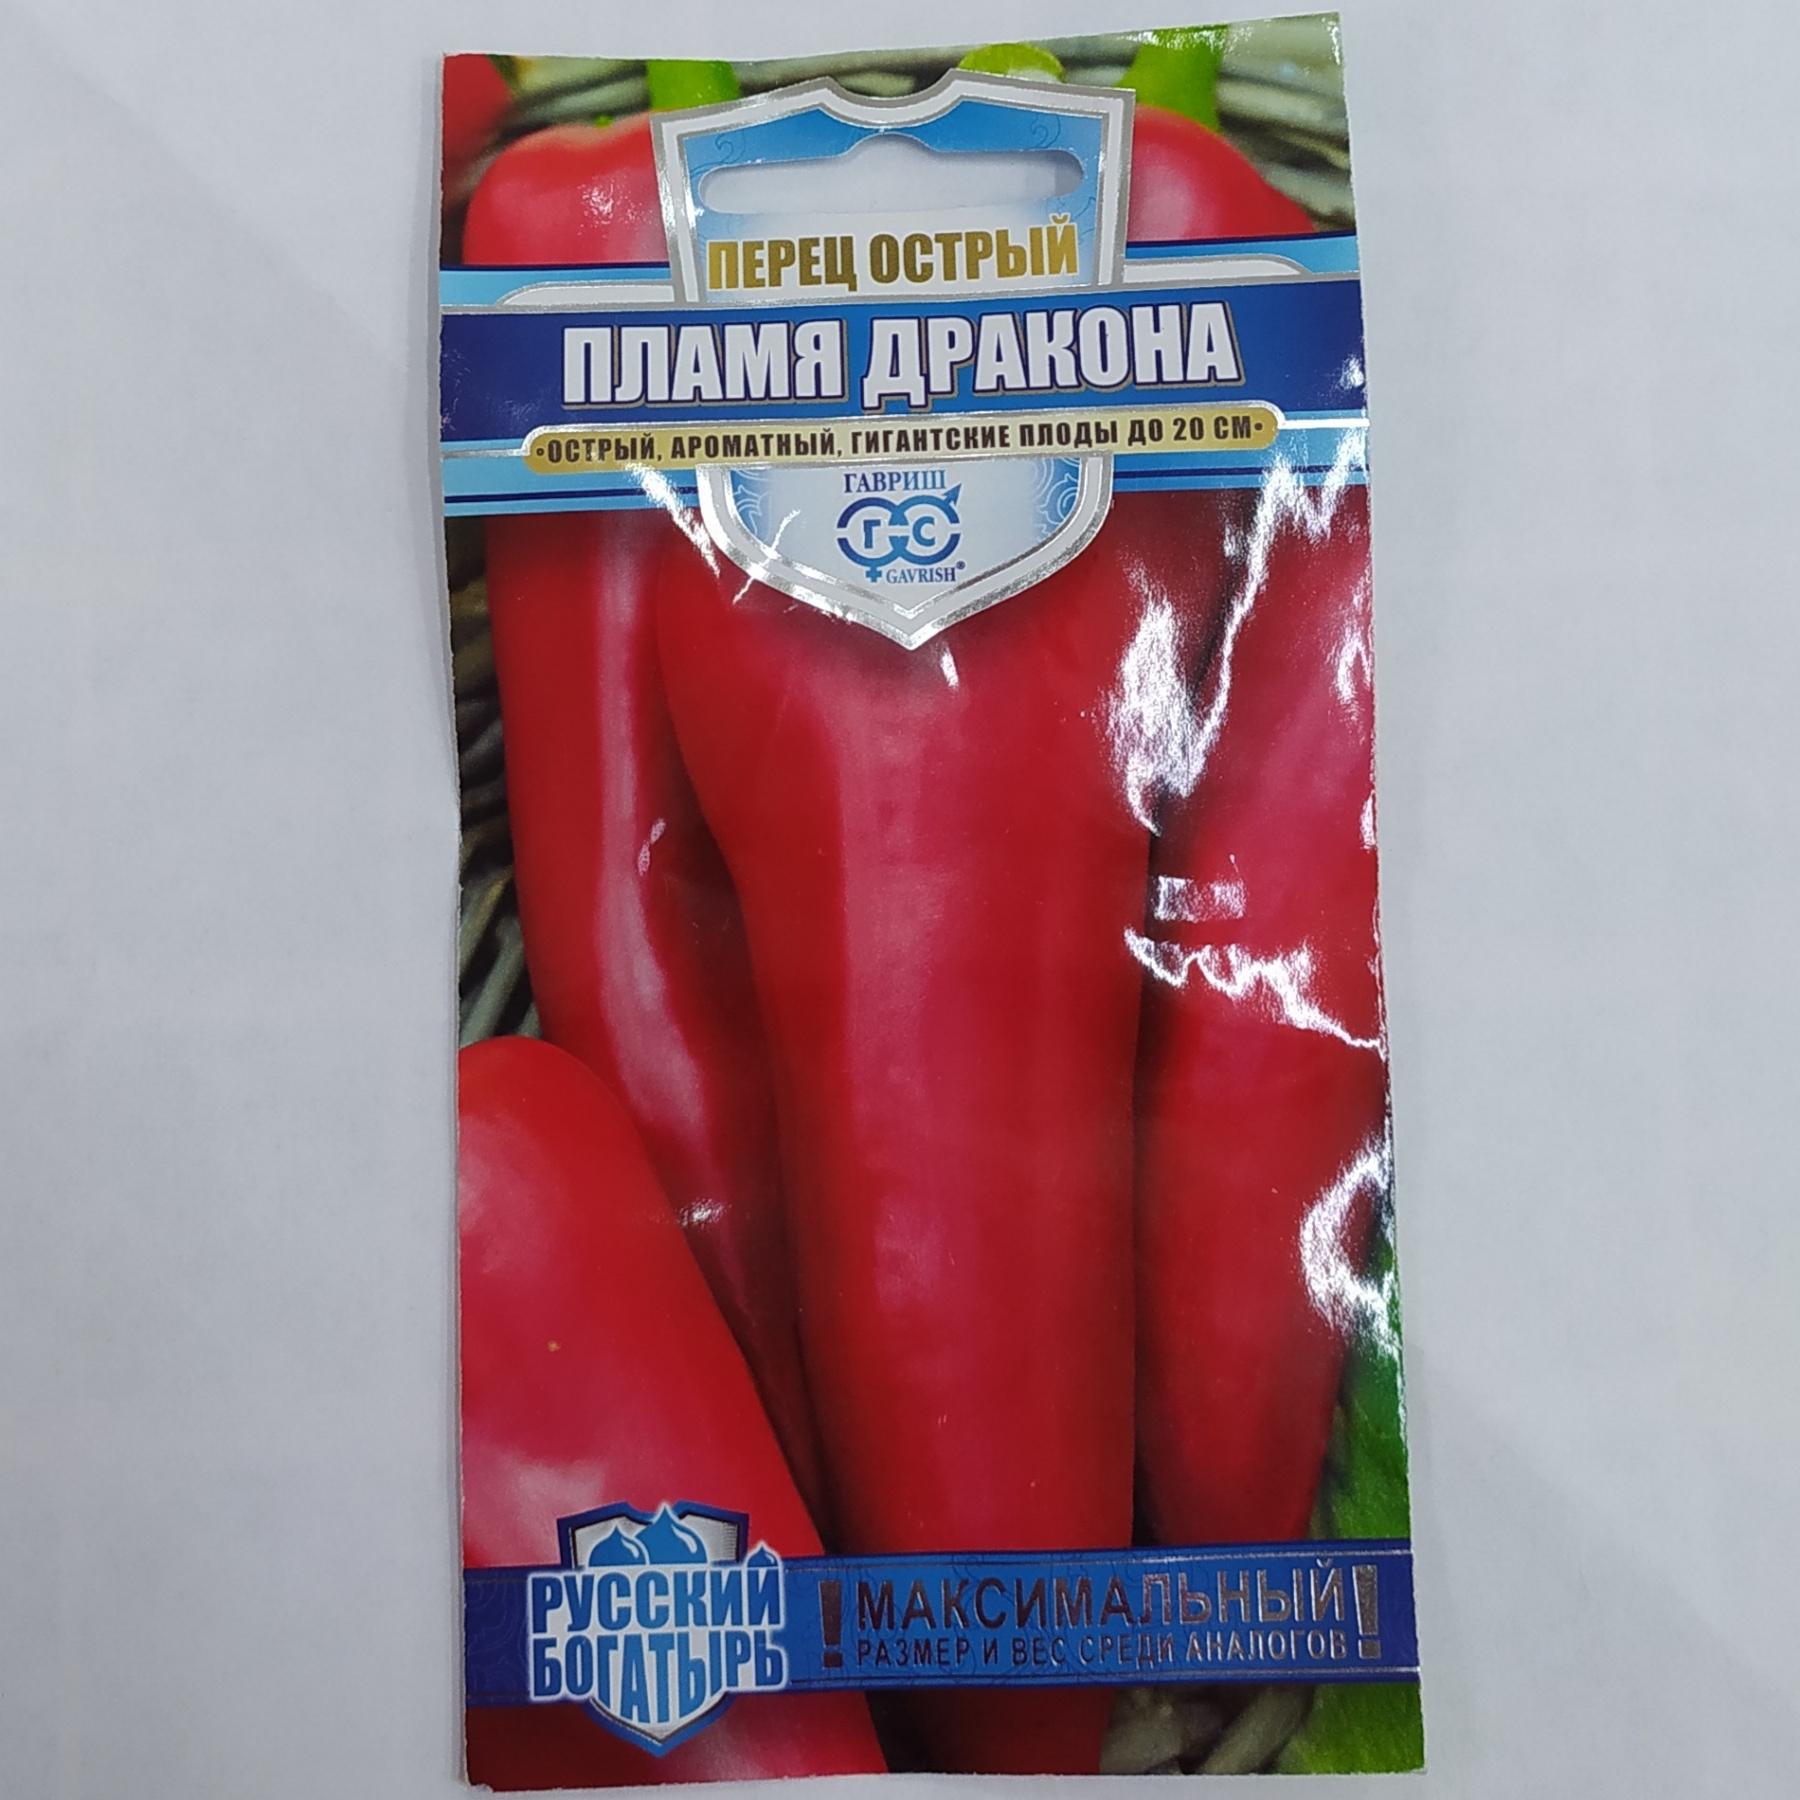 ПЕРЕЦ ОСТРЫЙ
ПЛАМЯ ДРАКОНА
•ОСТРЫЙ, АРОМАТНЫЙ, ГИГАНТСКИЕ ПЛОДЫ ДО 20 СМ•
ГАВРИШ
Г С
GAVRISH®
РУССКИЙ
БОГАТЫРЬ
! МАКСИМАЛЬНЫЙ !
РАЗМЕР И ВЕС СРЕДИ АНАЛОГОВ